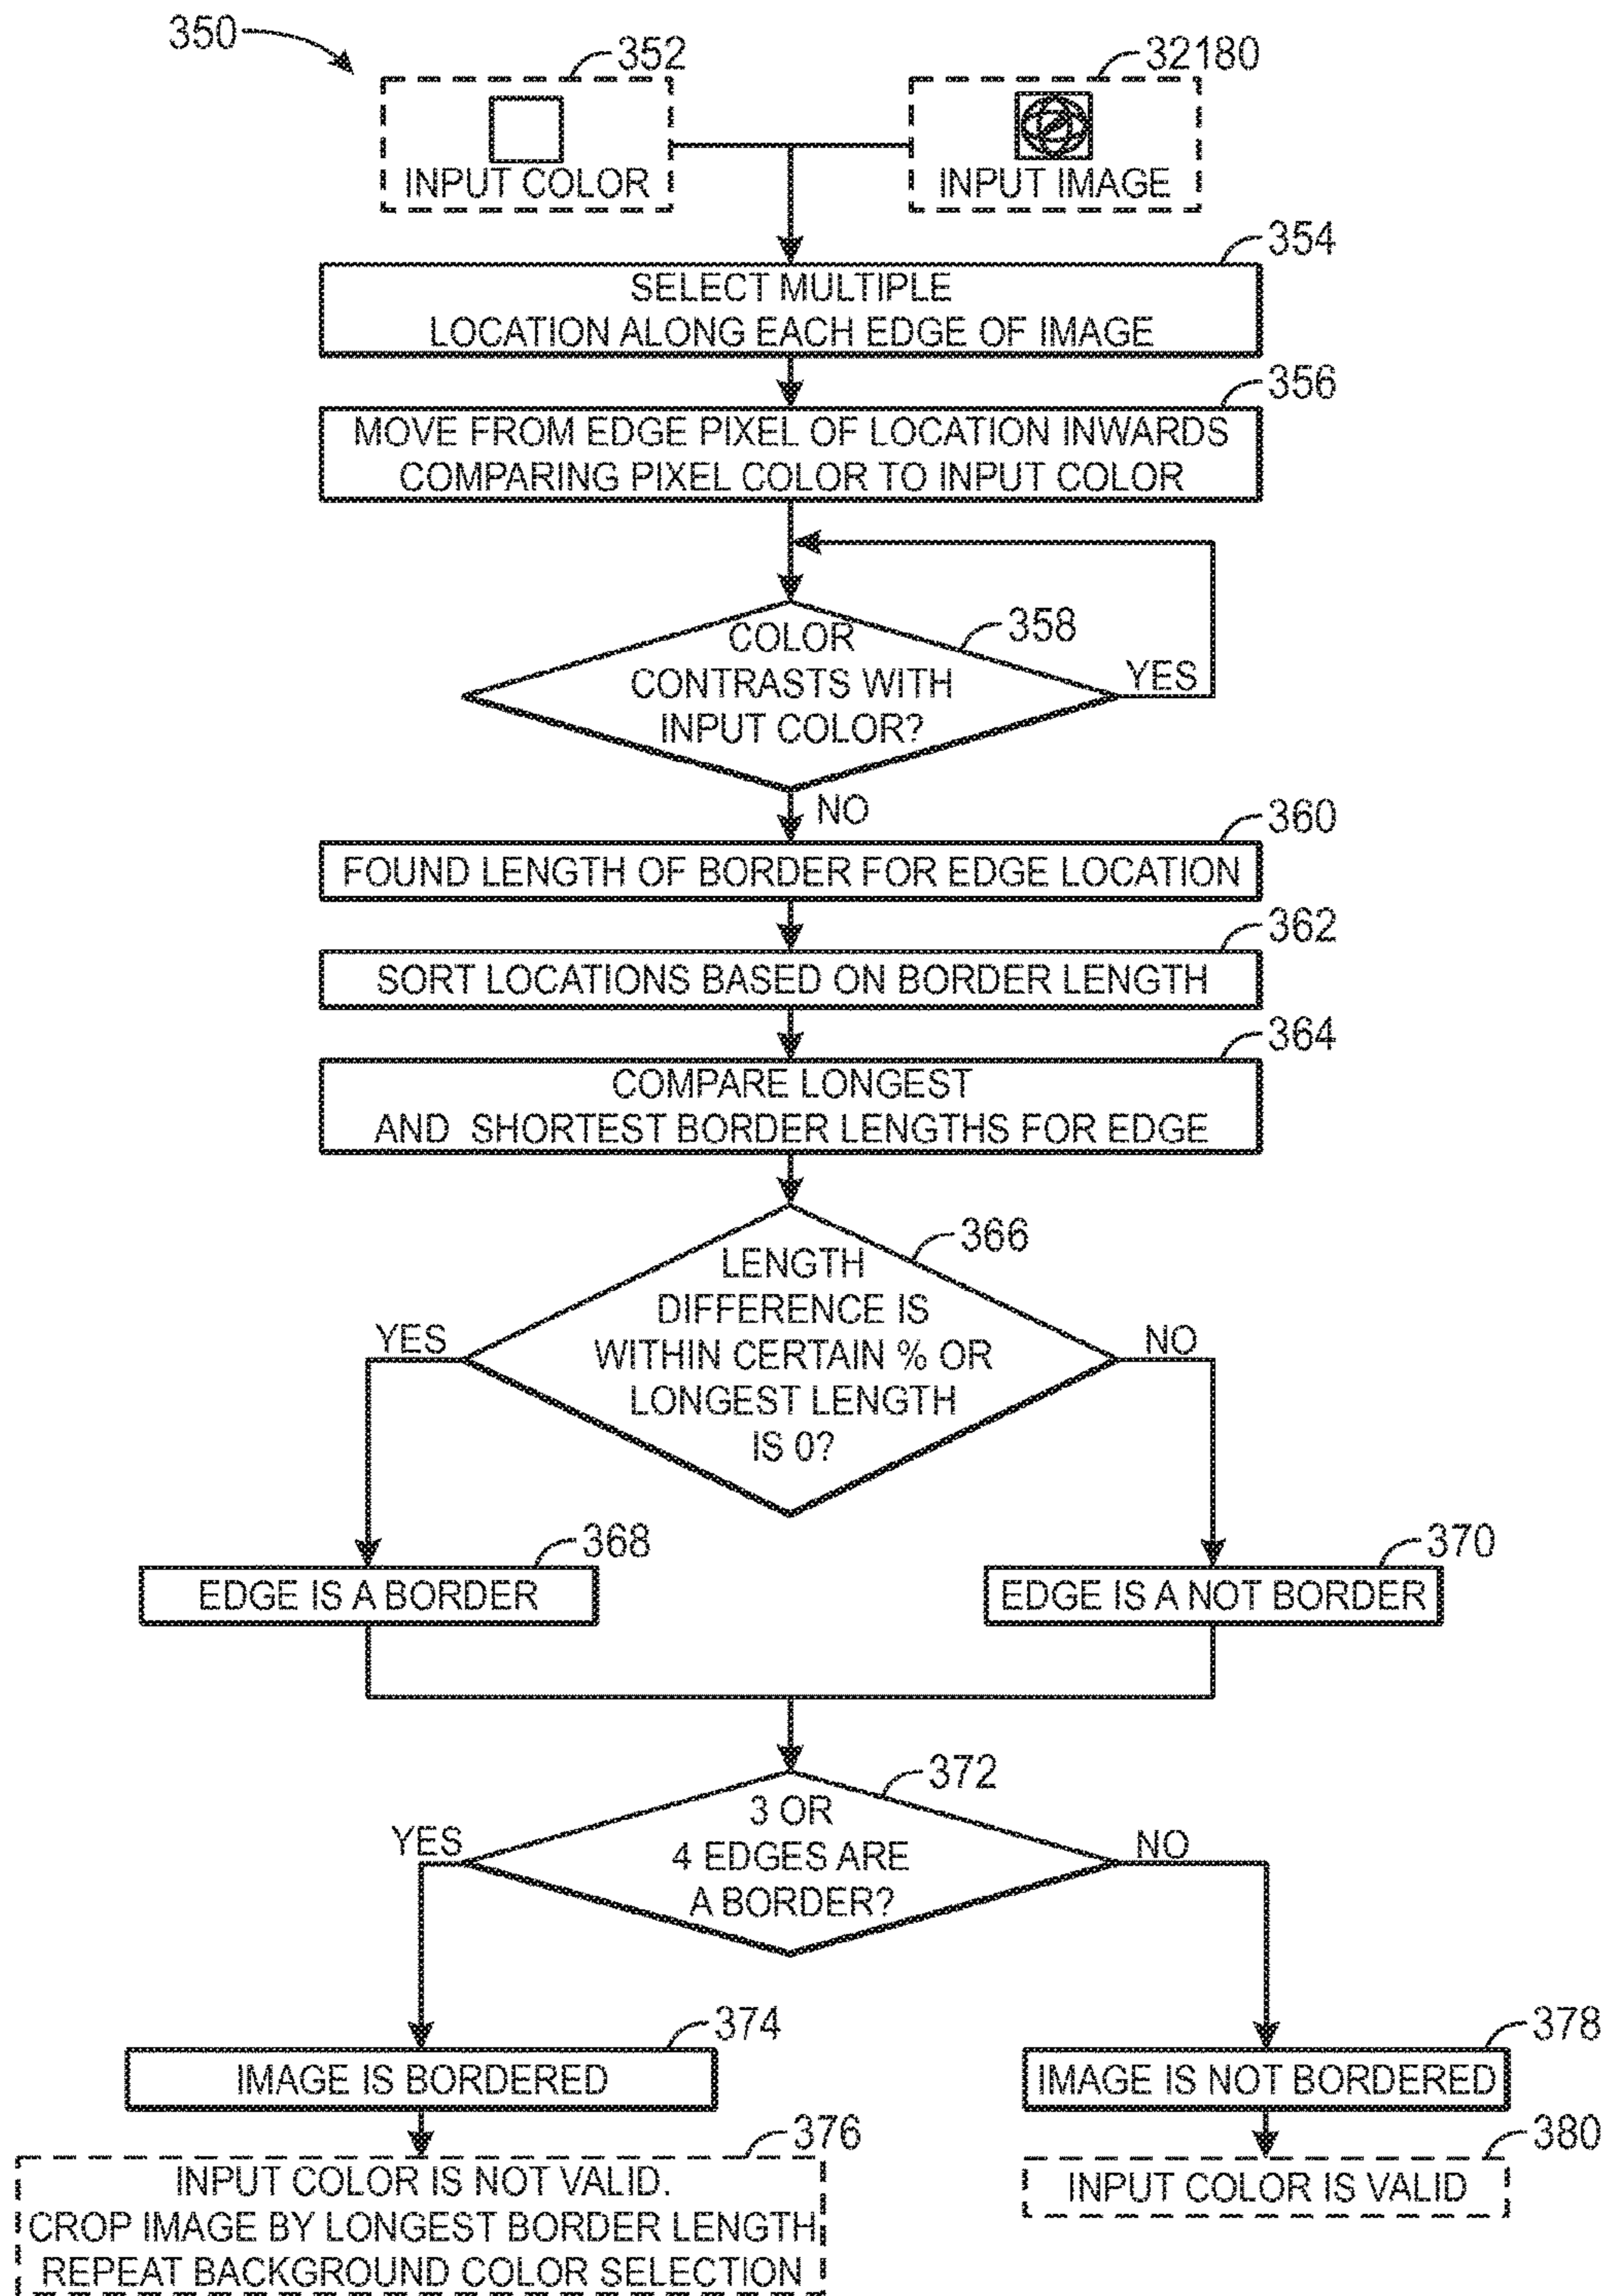 350
352
32180
INPUT COLOR
INPUT IMAGE
354
SELECT MULTIPLE
LOCATION ALONG EACH EDGE OF IMAGE
356
MOVE FROM EDGE PIXEL OF LOCATION INWARDS
COMPARING PIXEL COLOR TO INPUT COLOR
358
COLOR
CONTRASTS WITH
INPUT COLOR?
YES
NO
360
FOUND LENGTH OF BORDER FOR EDGE LOCATION
362
SORT LOCATIONS BASED ON BORDER LENGTH
364
COMPARE LONGEST
AND SHORTEST BORDER LENGTHS FOR EDGE
366
LENGTH
DIFFERENCE IS
WITHIN CERTAIN % OR
LONGEST LENGTH
IS 0?
YES
NO
368
EDGE IS A BORDER
370
EDGE IS A NOT BORDER
372
3 OR
4 EDGES ARE
A BORDER?
YES
NO
374
IMAGE IS BORDERED
378
IMAGE IS NOT BORDERED
376
INPUT COLOR IS NOT VALID.
CROP IMAGE BY LONGEST BORDER LENGTH
REPEAT BACKGROUND COLOR SELECTION
380
INPUT COLOR IS VALID